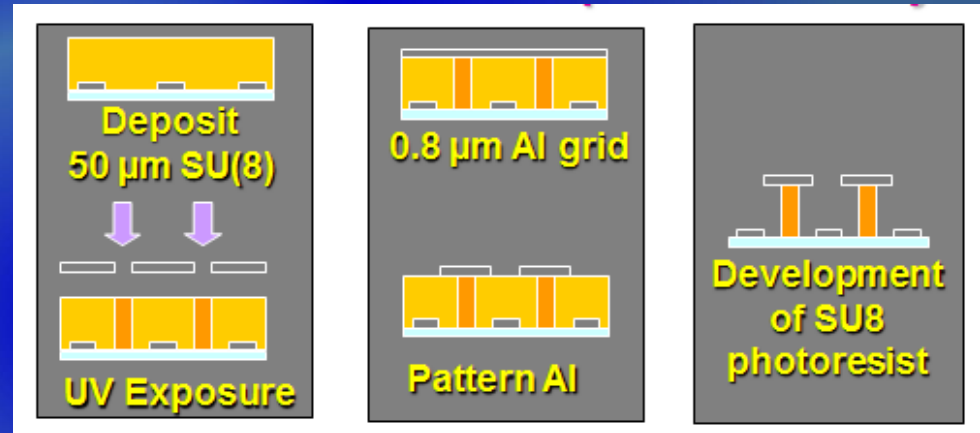 Deposit
50 µm SU(8)
UV Exposure
0.8 µm Al grid
Pattern Al
Development
of SU8
photoresist